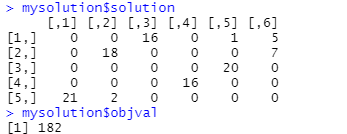 > mysolution$solution
     [,1] [,2] [,3] [,4] [,5] [,6]
[1,]    0    0   16    0    1    5
[2,]    0   18    0    0    0    7
[3,]    0    0    0    0   20    0
[4,]    0    0    0   16    0    0
[5,]   21    2    0    0    0    0
> mysolution$objval
[1] 182